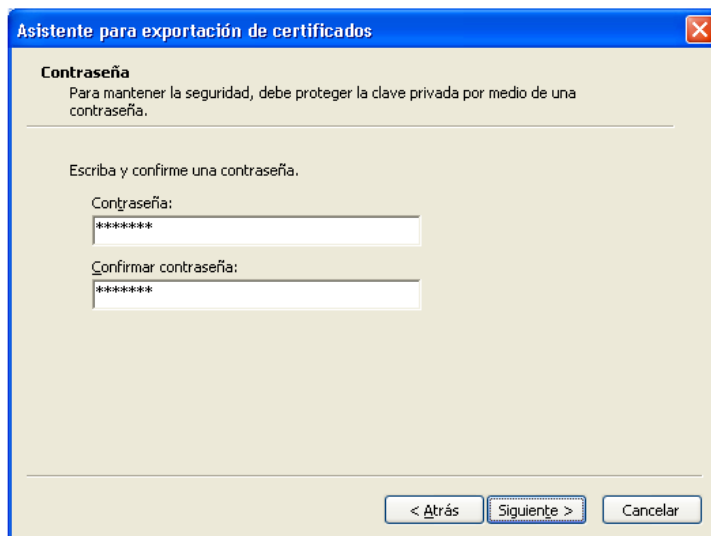 Asistente para exportación de certificados
Contraseña
Para mantener la seguridad, debe proteger la clave privada por medio de una
contraseña.
Escriba y confirme una contraseña.
Contraseña:
*******
Confirmar contraseña:
*******
< Atrás Siguiente > Cancelar